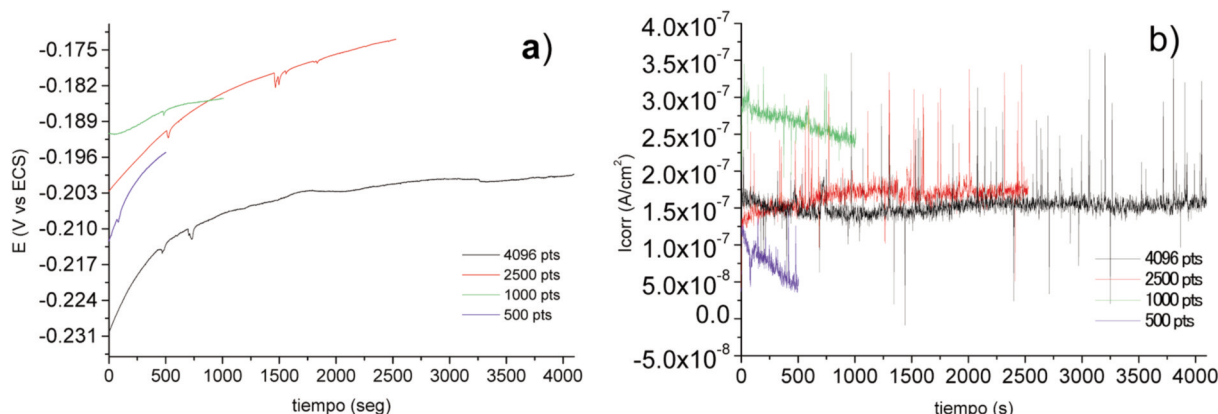 a)
E (V vs ECS)
-0.175
-0.182
-0.189
-0.196
-0.203
-0.210
-0.217
-0.224
-0.231
4096 pts
2500 pts
1000 pts
500 pts
0 500 1000 1500 2000 2500 3000 3500 4000
tiempo (seg)
b)
Icorr (A/cm²)
4.0x10⁻⁷
3.5x10⁻⁷
3.0x10⁻⁷
2.5x10⁻⁷
2.0x10⁻⁷
1.5x10⁻⁷
1.0x10⁻⁷
5.0x10⁻⁸
0.0
-5.0x10⁻⁸
4096 pts
2500 pts
1000 pts
500 pts
0 500 1000 1500 2000 2500 3000 3500 4000
tiempo (s)